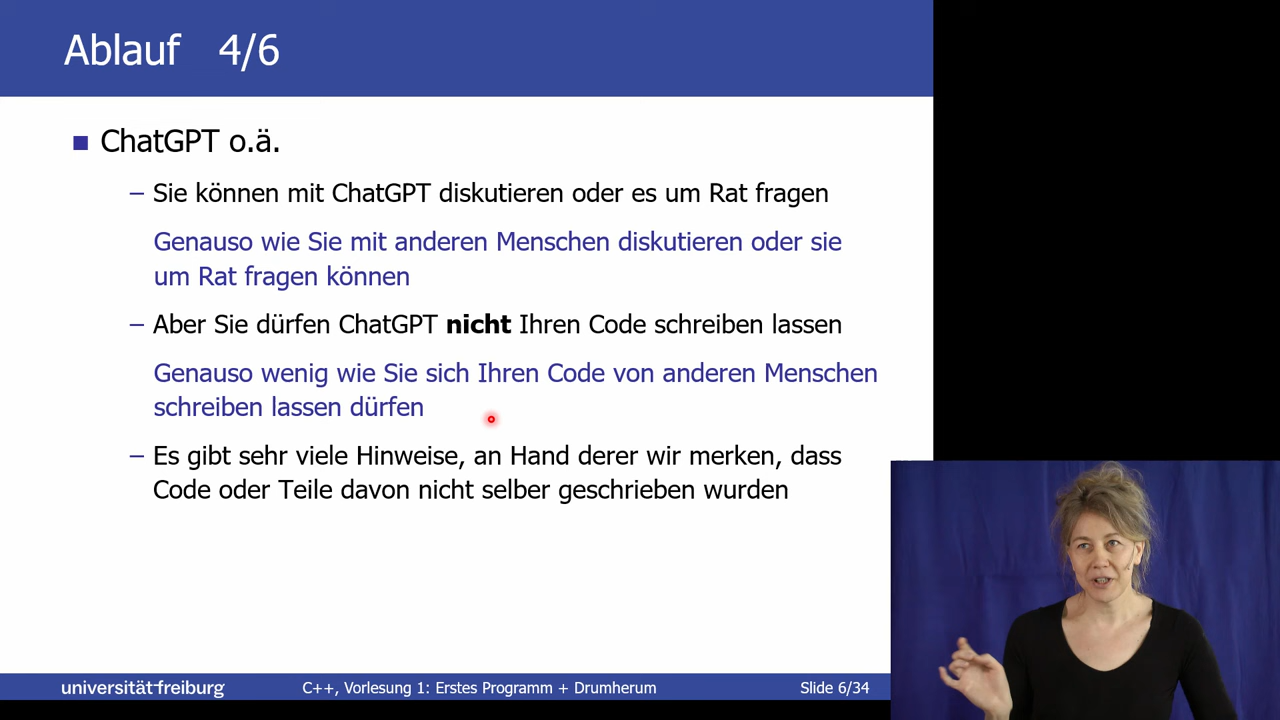 Ablauf 4/6
ChatGPT o.ä.
– Sie können mit ChatGPT diskutieren oder es um Rat fragen
Genauso wie Sie mit anderen Menschen diskutieren oder sie
um Rat fragen können
– Aber Sie dürfen ChatGPT nicht Ihren Code schreiben lassen
Genauso wenig wie Sie sich Ihren Code von anderen Menschen
schreiben lassen dürfen
– Es gibt sehr viele Hinweise, an Hand derer wir merken, dass
Code oder Teile davon nicht selber geschrieben wurden
universität freiburg
C++, Vorlesung 1: Erstes Programm + Drumherum
Slide 6/34